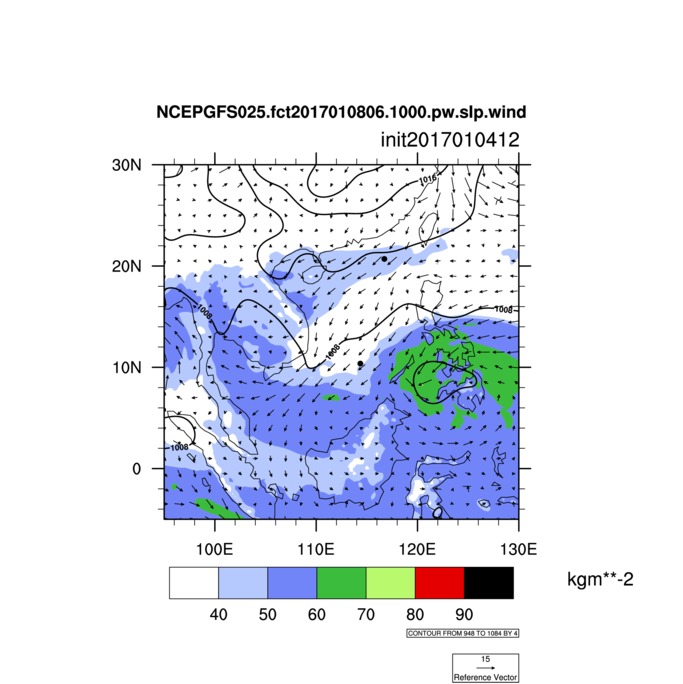 NCEPGFS025.fct2017010806.1000.pw.slp.wind
init2017010412
30N
1016
20N
1008
1008
1008
10N
1008
0
100E 110E 120E 130E
kgm**-2
40 50 60 70 80 90
CONTOUR FROM 948 TO 1084 BY 4
15
Reference Vector